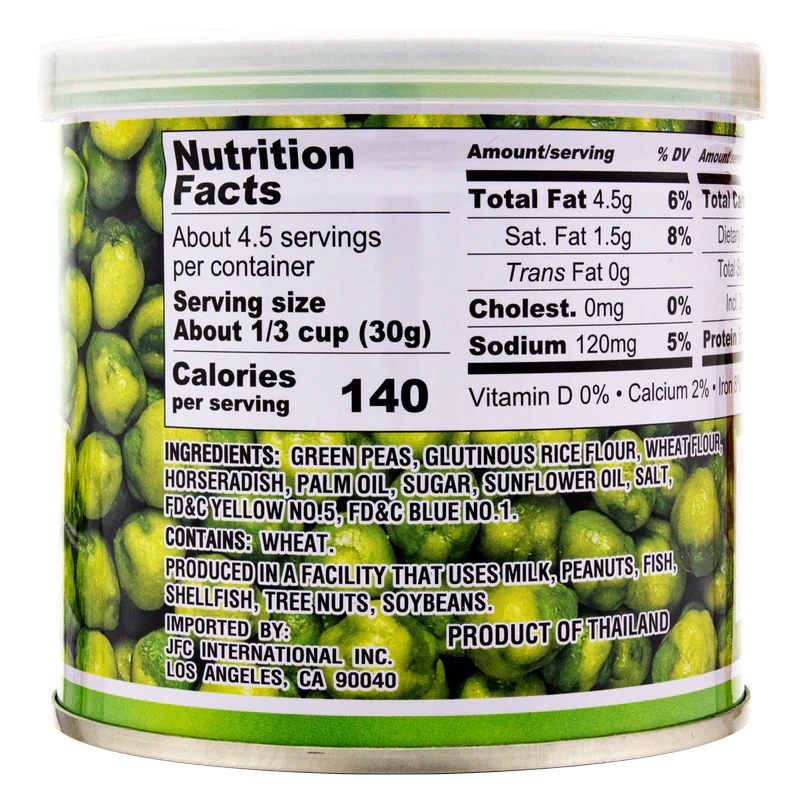 Nutrition
Facts
About 4.5 servings
per container
Serving size
About 1/3 cup (30g)
Calories
per serving 140
Amount/serving % DV
Total Fat 4.5g 6%
Sat. Fat 1.5g 8%
Trans Fat 0g
Cholest. 0mg 0%
Sodium 120mg 5%
Total
Total
Protein
Vitamin D 0% • Calcium 2% • Iron
INGREDIENTS: GREEN PEAS, GLUTINOUS RICE FLOUR, WHEAT FLOUR,
HORSERADISH, PALM OIL, SUGAR, SUNFLOWER OIL, SALT,
FD&C YELLOW NO.5, FD&C BLUE NO.1.
CONTAINS: WHEAT.
PRODUCED IN A FACILITY THAT USES MILK, PEANUTS, FISH,
SHELLFISH, TREE NUTS, SOYBEANS.
IMPORTED BY:
JFC INTERNATIONAL INC.
LOS ANGELES, CA 90040
PRODUCT OF THAILAND